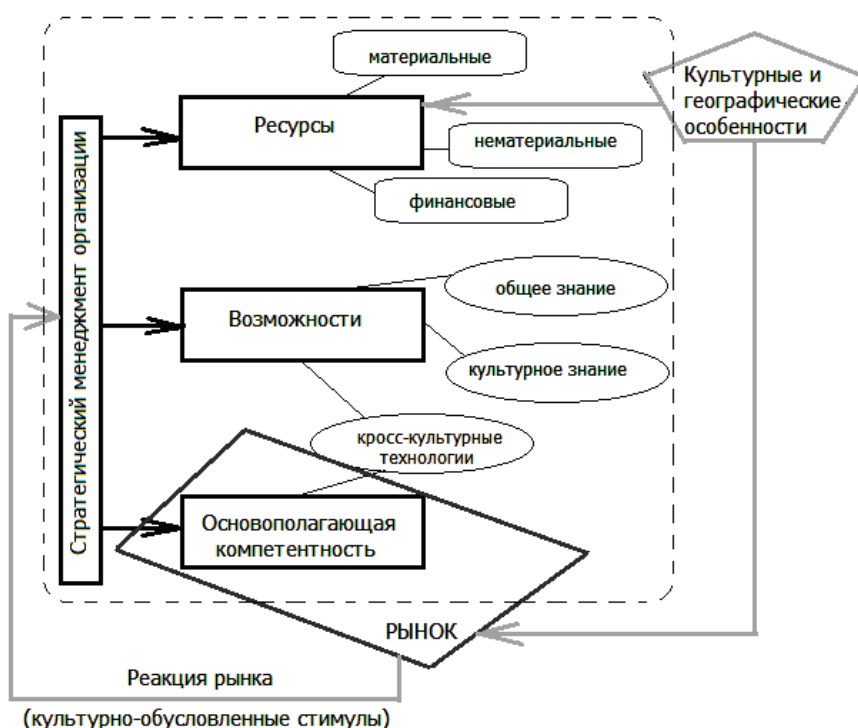 материальные
Культурные и
географические
особенности
Ресурсы
нематериальные
финансовые
Стратегический менеджмент организации
общее знание
Возможности
культурное знание
кросс-культурные
технологии
Основополагающая
компетентность
РЫНОК
Реакция рынка
(культурно-обусловленные стимулы)